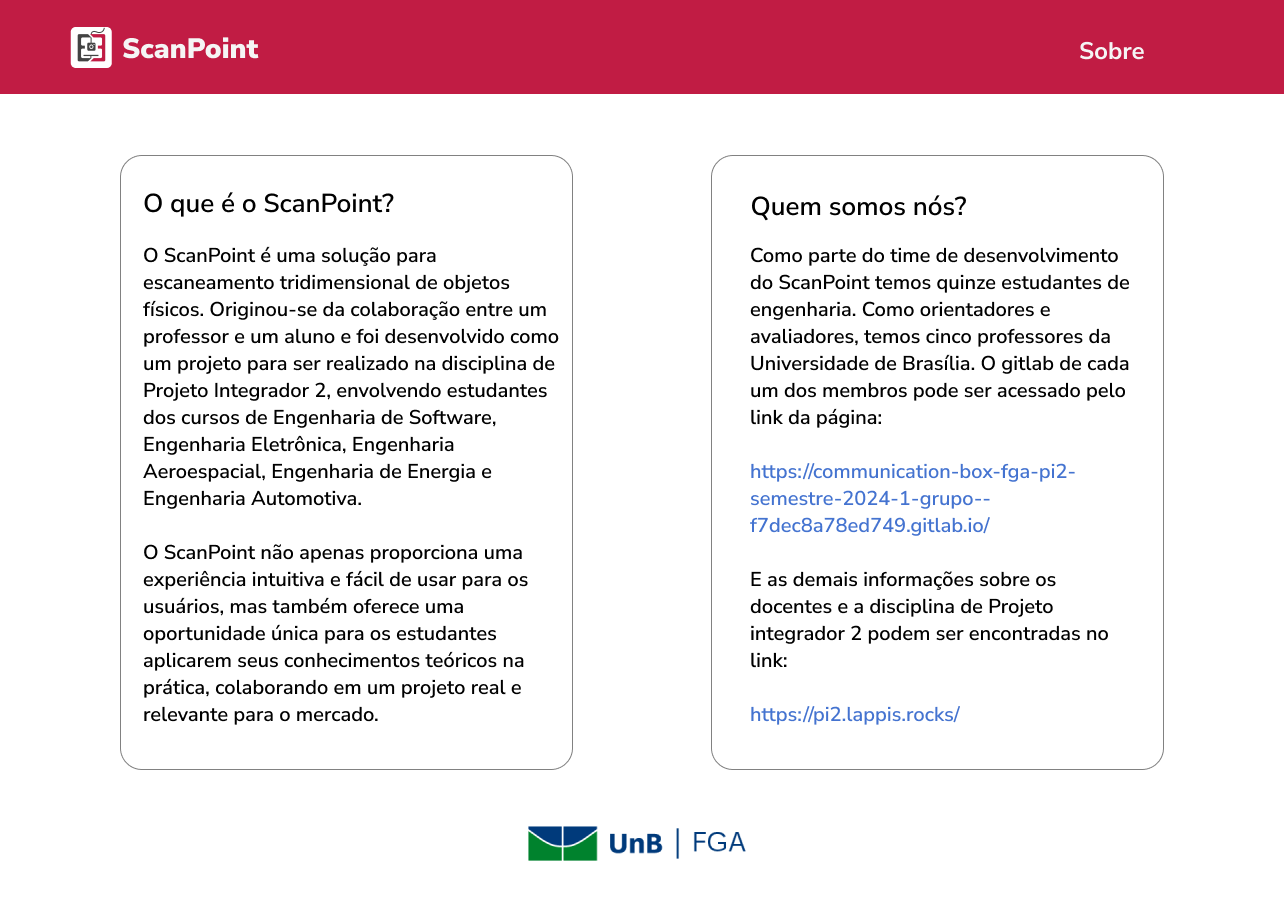 ScanPoint
Sobre
O que é o ScanPoint?
O ScanPoint é uma solução para
escaneamento tridimensional de objetos
físicos. Originou-se da colaboração entre um
professor e um aluno e foi desenvolvido como
um projeto para ser realizado na disciplina de
Projeto Integrador 2, envolvendo estudantes
dos cursos de Engenharia de Software,
Engenharia Eletrônica, Engenharia
Aeroespacial, Engenharia de Energia e
Engenharia Automotiva.
O ScanPoint não apenas proporciona uma
experiência intuitiva e fácil de usar para os
usuários, mas também oferece uma
oportunidade única para os estudantes
aplicarem seus conhecimentos teóricos na
prática, colaborando em um projeto real e
relevante para o mercado.
Quem somos nós?
Como parte do time de desenvolvimento
do ScanPoint temos quinze estudantes de
engenharia. Como orientadores e
avaliadores, temos cinco professores da
Universidade de Brasília. O gitlab de cada
um dos membros pode ser acessado pelo
link da página:
https://communication-box-fga-pi2-
semestre-2024-1-grupo--
f7dec8a78ed749.gitlab.io/
E as demais informações sobre os
docentes e a disciplina de Projeto
integrador 2 podem ser encontradas no
link:
https://pi2.lappis.rocks/
UnB | FGA